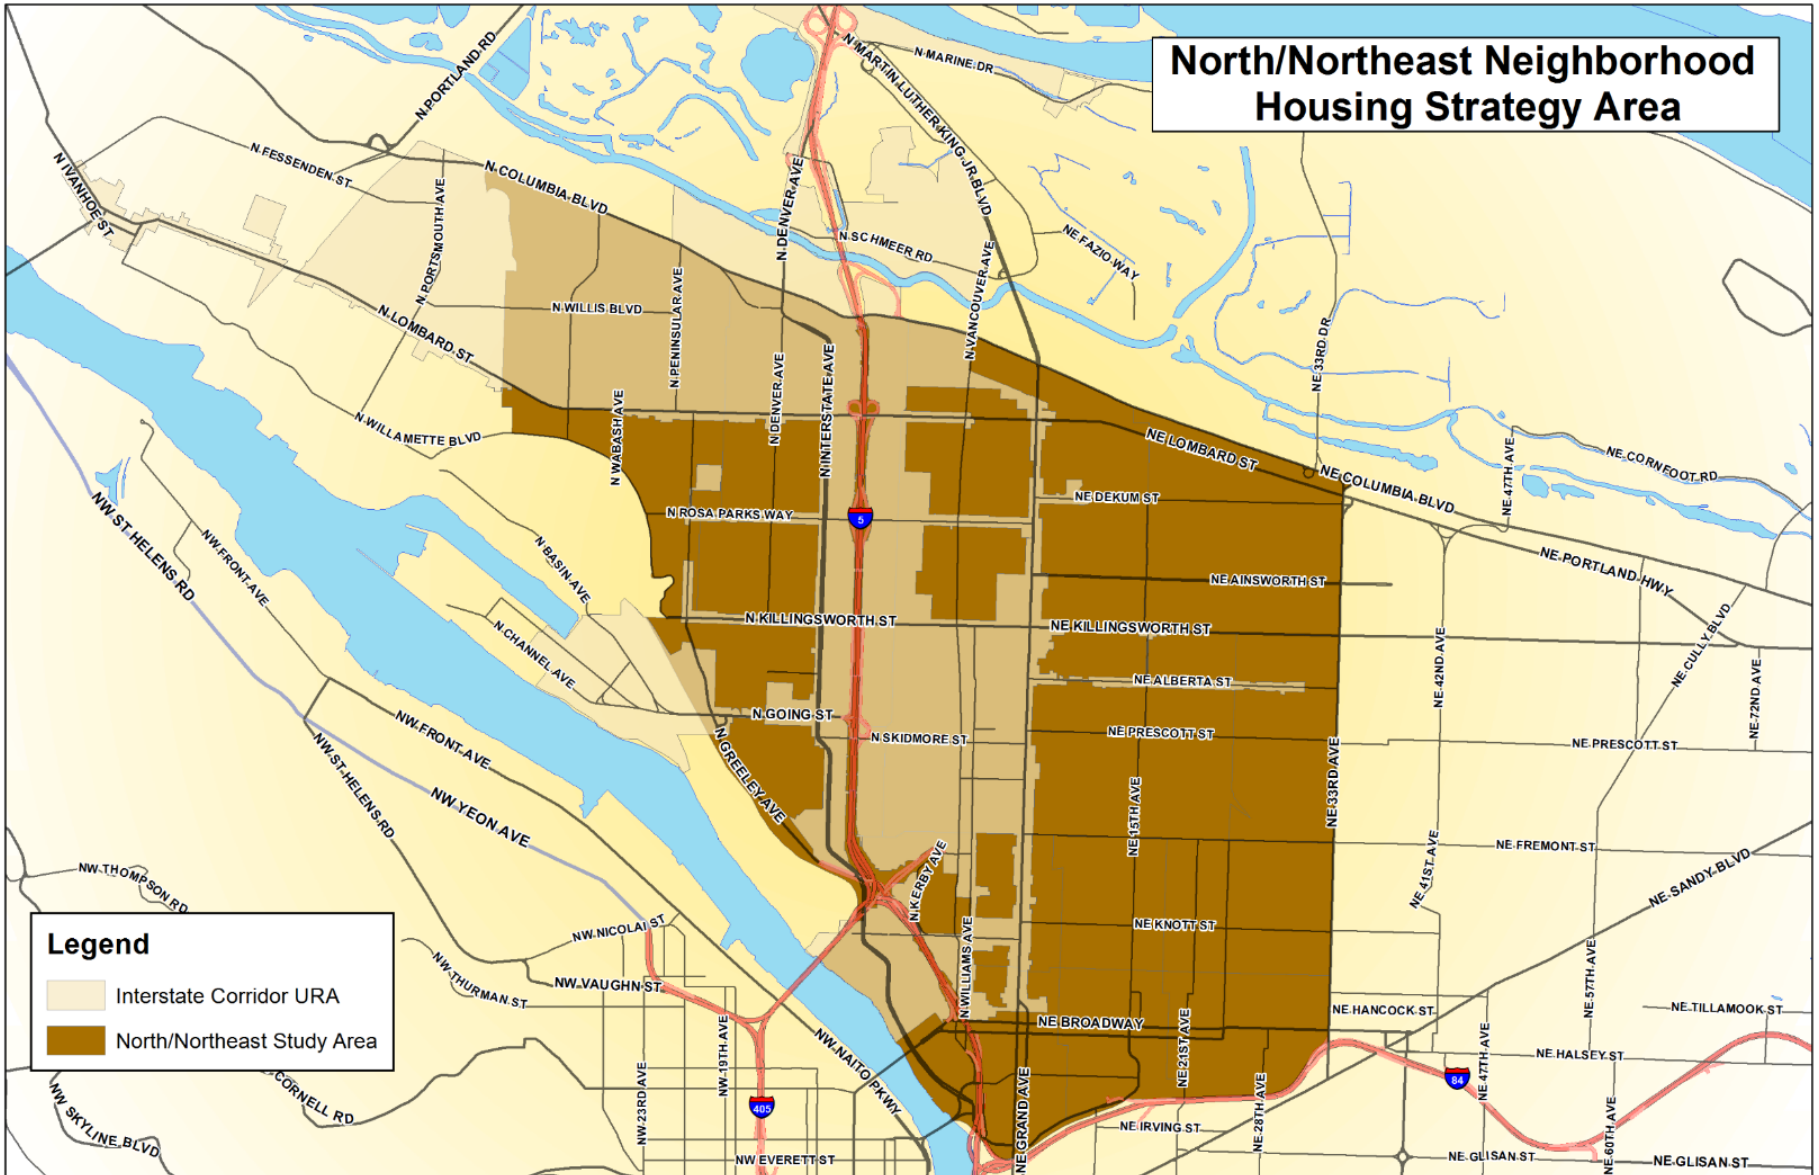 North/Northeast Neighborhood
Housing Strategy Area
N PORTLAND RD
N MARINE DR
N MARTIN LUTHER KING JR BLVD
N FESSENDEN ST
N IVANHOE ST
N COLUMBIA BLVD
N PORTSMOUTH AVE
N DENVER AVE
N SCHMEER RD
NE FAZIO WAY
N VANCOUVER AVE
N PENINSULAR AVE
N WILLIS BLVD
N LOMBARD ST
NE 33RD DR
N WILLAMETTE BLVD
N WABASH AVE
N DENVER AVE
N INTERSTATE AVE
NE LOMBARD ST
NE COLUMBIA BLVD
NE 47TH AVE
NE CORNFOOT RD
NE DEKUM ST
N ROSA PARKS WAY
5
NW ST HELENS RD
NW FRONT AVE
N BASIN AVE
NE PORTLAND HWY
NE AINSWORTH ST
N KILLINGSWORTH ST
NE KILLINGSWORTH ST
N CHANNEL AVE
NE 42ND AVE
NE CULLY BLVD
NE 72ND AVE
NE ALBERTA ST
N GOING ST
N SKIDMORE ST
NE PRESCOTT ST
NE PRESCOTT ST
NW FRONT AVE
N GREELEY AVE
NW ST HELENS RD
NW YEON AVE
NE 15TH AVE
NE 33RD AVE
NE FREMONT ST
NE 41ST AVE
NE SANDY BLVD
N KERBY AVE
NW THOMPSON RD
NW NICOLAI ST
NE KNOTT ST
N WILLIAMS AVE
NE 57TH AVE
Legend
Interstate Corridor URA
North/Northeast Study Area
NW THURMAN ST
NW VAUGHN ST
NW 19TH AVE
NW 23RD AVE
NW NAITO PKWY
NE BROADWAY
NE HANCOCK ST
NE TILLAMOOK ST
NE 21ST AVE
NE 47TH AVE
NE HALSEY ST
84
405
CORNELL RD
NW SKYLINE BLVD
NE GRAND AVE
NE 28TH AVE
NE 60TH AVE
NE IRVING ST
NW EVERETT ST
NE GLISAN ST
NE GLISAN ST